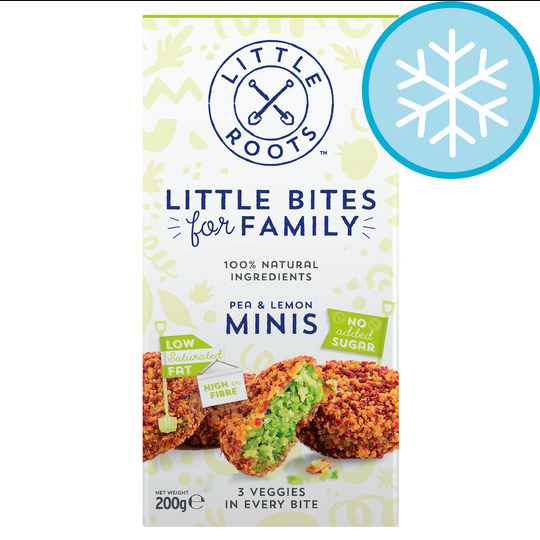 LITTLE
ROOTS
™
LITTLE BITES
for FAMILY
100% NATURAL
INGREDIENTS
PEA & LEMON
MINIS
NO
added
SUGAR
LOW
Saturated
FAT
HIGH in
FIBRE
NET WEIGHT
200g ℮
3 VEGGIES
IN EVERY BITE